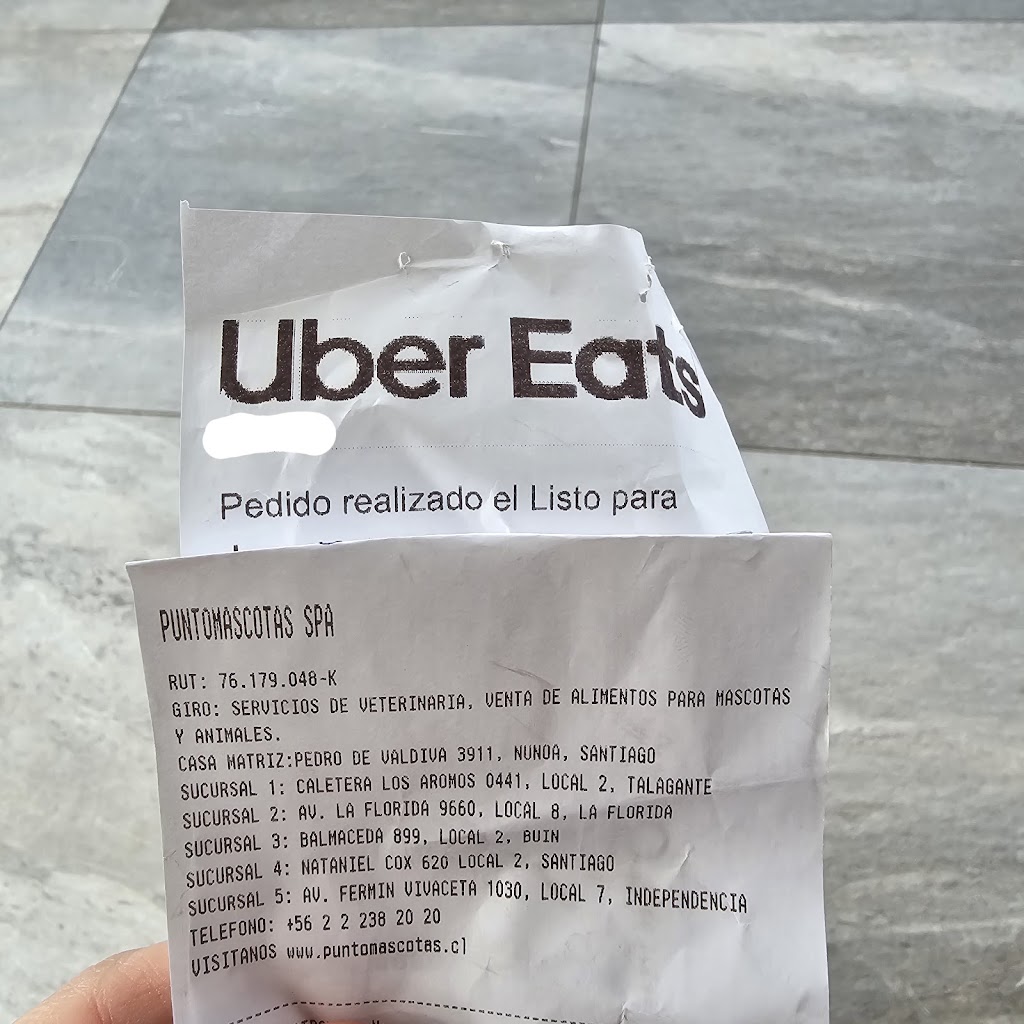 Uber Eats
Pedido realizado el Listo para
PUNTOMASCOTAS SPA
RUT: 76.179.048-K
GIRO: SERVICIOS DE VETERINARIA, VENTA DE ALIMENTOS PARA MASCOTAS
Y ANIMALES.
CASA MATRIZ:PEDRO DE VALDIVA 3911, NUNOA, SANTIAGO
SUCURSAL 1: CALETERA LOS AROMOS 0441, LOCAL 2, TALAGANTE
SUCURSAL 2: AV. LA FLORIDA 9660, LOCAL 8, LA FLORIDA
SUCURSAL 3: BALMACEDA 899, LOCAL 2, BUIN
SUCURSAL 4: NATANIEL COX 620 LOCAL 2, SANTIAGO
SUCURSAL 5: AV. FERMIN VIVACETA 1030, LOCAL 7, INDEPENDENCIA
TELEFONO: +56 2 2 238 20 20
VISITANOS www.puntomascotas.cl